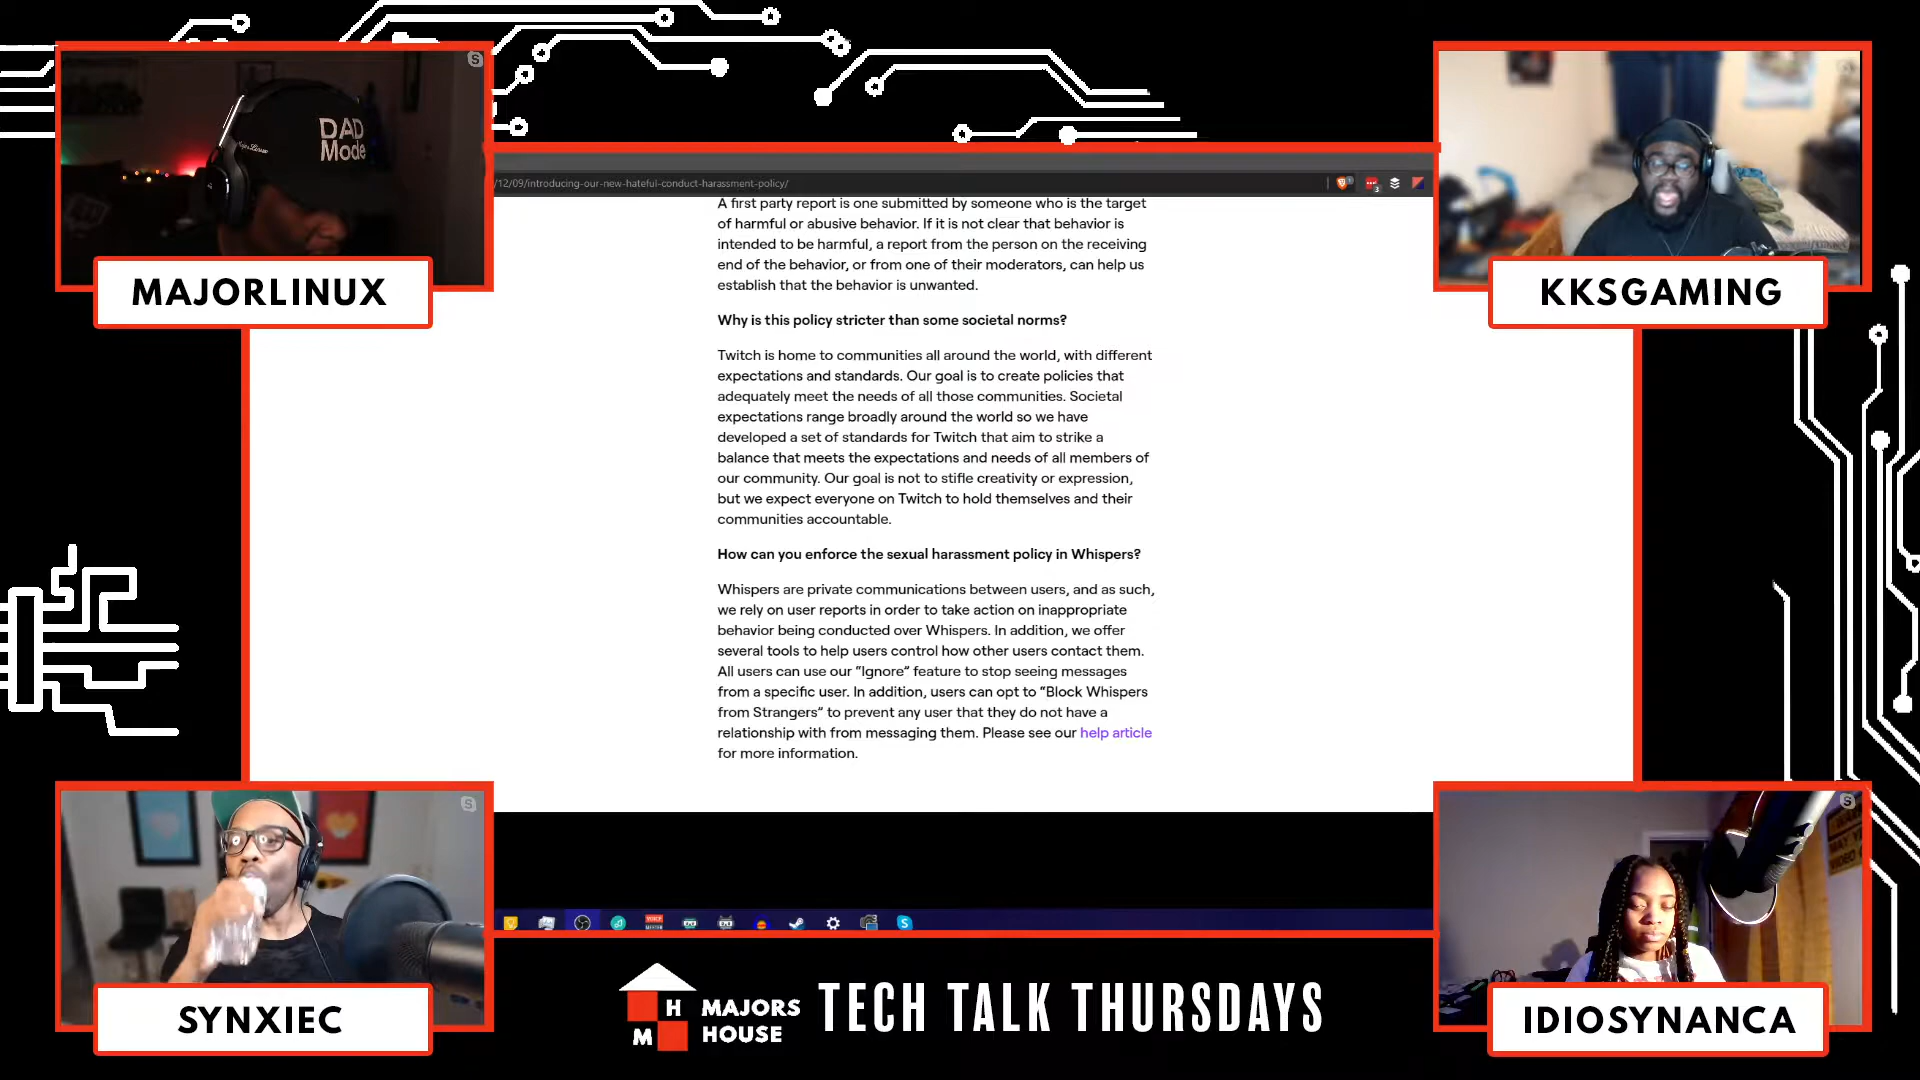 DAD
Mode
MAJORLINUX
KKSGAMING
/12/09/introducing-our-new-hateful-conduct-harassment-policy/
A first party report is one submitted by someone who is the target
of harmful or abusive behavior. If it is not clear that behavior is
intended to be harmful, a report from the person on the receiving
end of the behavior, or from one of their moderators, can help us
establish that the behavior is unwanted.
Why is this policy stricter than some societal norms?
Twitch is home to communities all around the world, with different
expectations and standards. Our goal is to create policies that
adequately meet the needs of all those communities. Societal
expectations range broadly around the world so we have
developed a set of standards for Twitch that aim to strike a
balance that meets the expectations and needs of all members of
our community. Our goal is not to stifle creativity or expression,
but we expect everyone on Twitch to hold themselves and their
communities accountable.
How can you enforce the sexual harassment policy in Whispers?
Whispers are private communications between users, and as such,
we rely on user reports in order to take action on inappropriate
behavior being conducted over Whispers. In addition, we offer
several tools to help users control how other users contact them.
All users can use our “Ignore” feature to stop seeing messages
from a specific user. In addition, users can opt to “Block Whispers
from Strangers” to prevent any user that they do not have a
relationship with from messaging them. Please see our help article
for more information.
SYNXIEC
IDIOSYNANCA
H
M
MAJORS
HOUSE
TECH TALK THURSDAYS